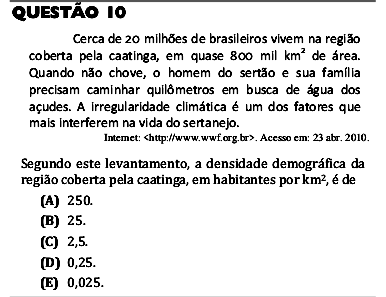 QUESTÃO 10
Cerca de 20 milhões de brasileiros vivem na região
coberta pela caatinga, em quase 800 mil km² de área.
Quando não chove, o homem do sertão e sua família
precisam caminhar quilômetros em busca de água dos
açudes. A irregularidade climática é um dos fatores que
mais interferem na vida do sertanejo.
Internet: <http://www.wwf.org.br>. Acesso em: 23 abr. 2010.
Segundo este levantamento, a densidade demográfica da
região coberta pela caatinga, em habitantes por km², é de
(A) 250.
(B) 25.
(C) 2,5.
(D) 0,25.
(E) 0,025.